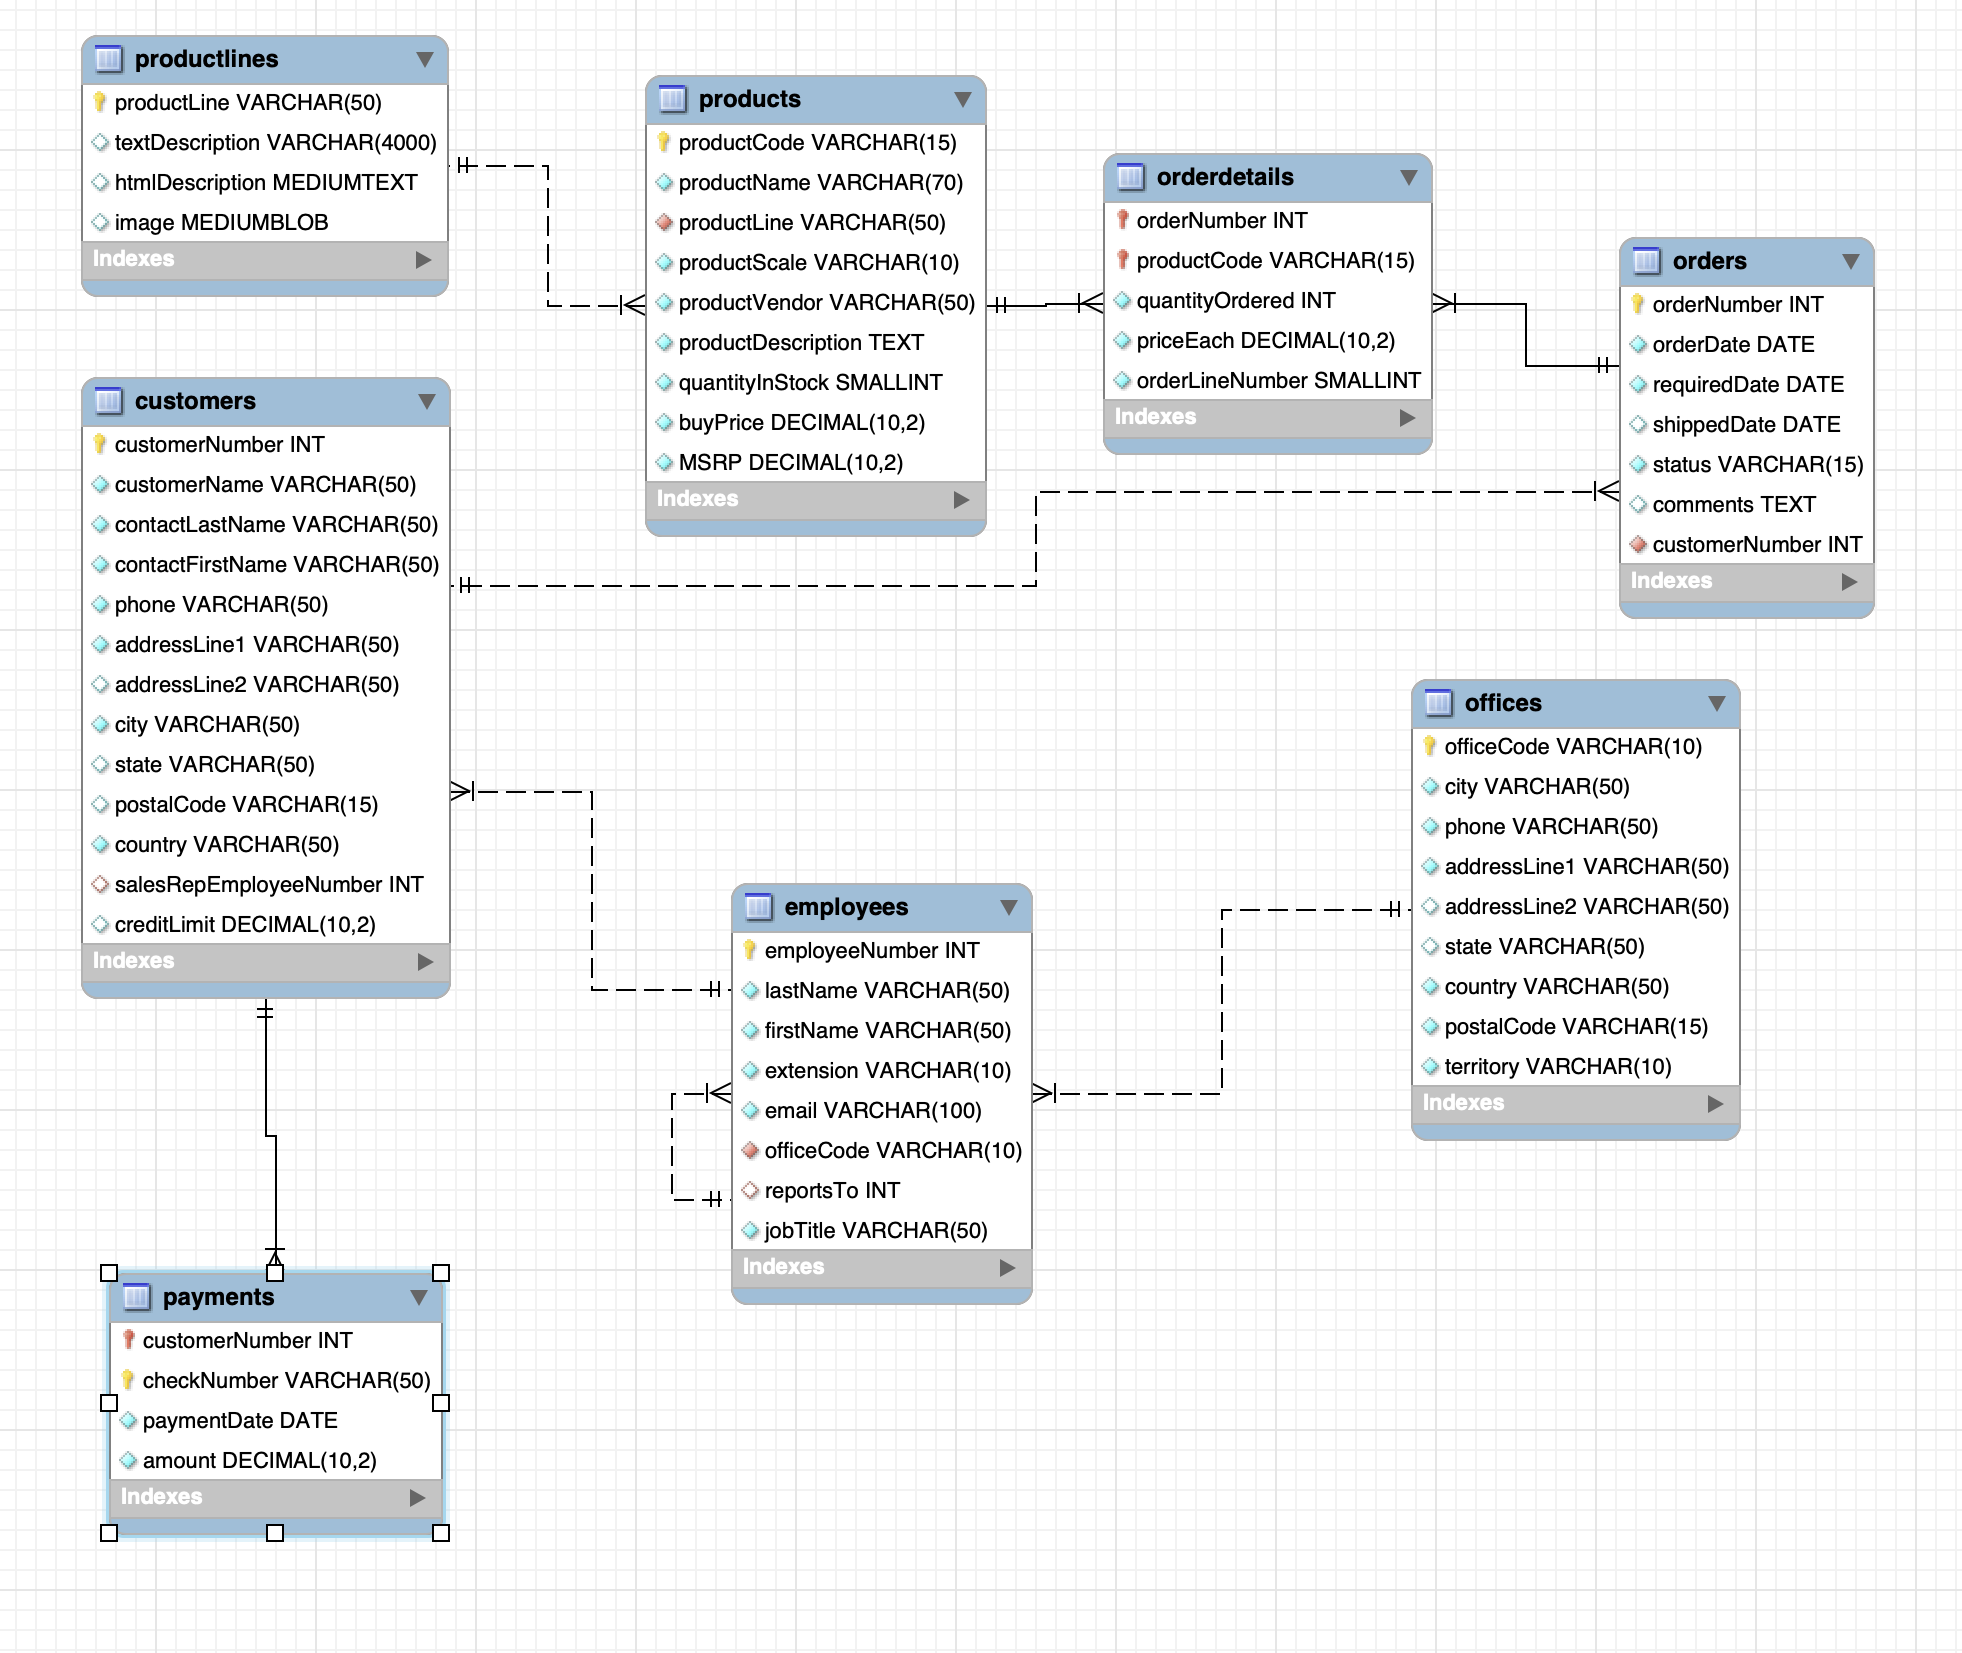 productlines
productLine VARCHAR(50)
textDescription VARCHAR(4000)
htmlDescription MEDIUMTEXT
image MEDIUMBLOB
Indexes
products
productCode VARCHAR(15)
productName VARCHAR(70)
productLine VARCHAR(50)
productScale VARCHAR(10)
productVendor VARCHAR(50)
productDescription TEXT
quantityInStock SMALLINT
buyPrice DECIMAL(10,2)
MSRP DECIMAL(10,2)
Indexes
orderdetails
orderNumber INT
productCode VARCHAR(15)
quantityOrdered INT
priceEach DECIMAL(10,2)
orderLineNumber SMALLINT
Indexes
orders
orderNumber INT
orderDate DATE
requiredDate DATE
shippedDate DATE
status VARCHAR(15)
comments TEXT
customerNumber INT
Indexes
customers
customerNumber INT
customerName VARCHAR(50)
contactLastName VARCHAR(50)
contactFirstName VARCHAR(50)
phone VARCHAR(50)
addressLine1 VARCHAR(50)
addressLine2 VARCHAR(50)
city VARCHAR(50)
state VARCHAR(50)
postalCode VARCHAR(15)
country VARCHAR(50)
salesRepEmployeeNumber INT
creditLimit DECIMAL(10,2)
Indexes
offices
officeCode VARCHAR(10)
city VARCHAR(50)
phone VARCHAR(50)
addressLine1 VARCHAR(50)
addressLine2 VARCHAR(50)
state VARCHAR(50)
country VARCHAR(50)
postalCode VARCHAR(15)
territory VARCHAR(10)
Indexes
employees
employeeNumber INT
lastName VARCHAR(50)
firstName VARCHAR(50)
extension VARCHAR(10)
email VARCHAR(100)
officeCode VARCHAR(10)
reportsTo INT
jobTitle VARCHAR(50)
Indexes
payments
customerNumber INT
checkNumber VARCHAR(50)
paymentDate DATE
amount DECIMAL(10,2)
Indexes